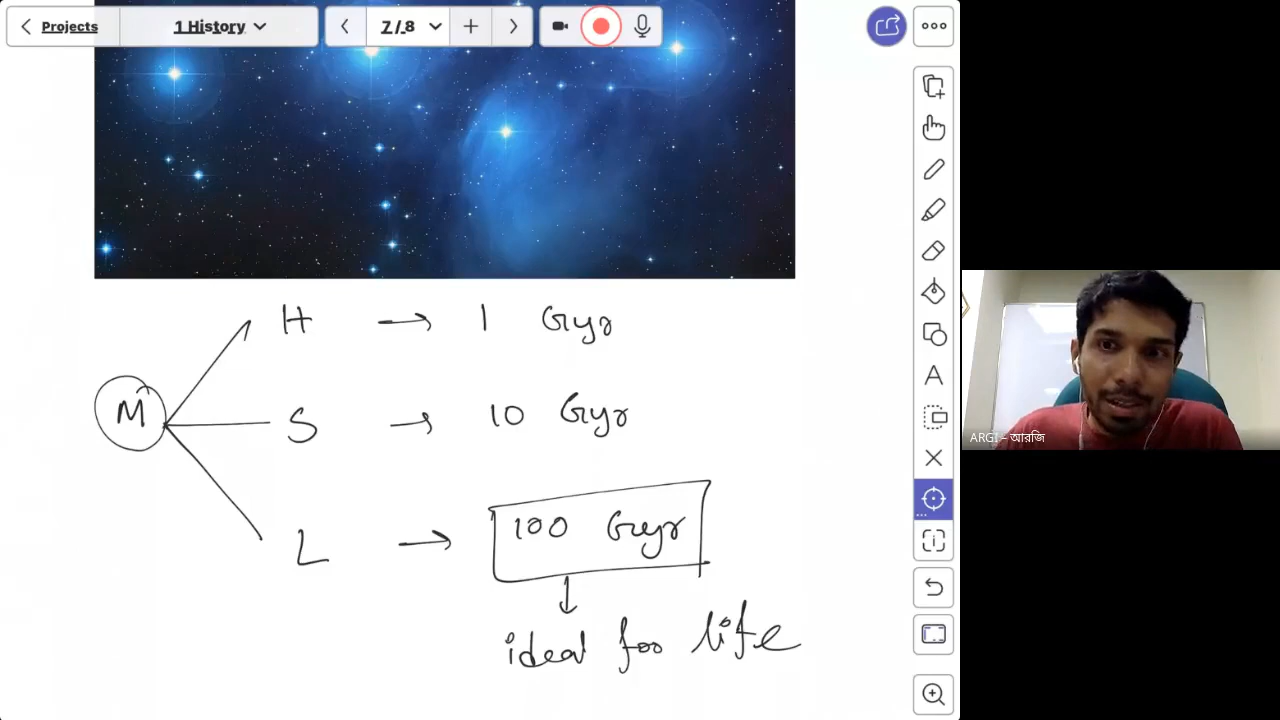 Projects
1 History
7/8
H → 1 Gyr
M
S → 10 Gyr
L → 100 Gyr
ideal for life
A
ARGI – আরজি